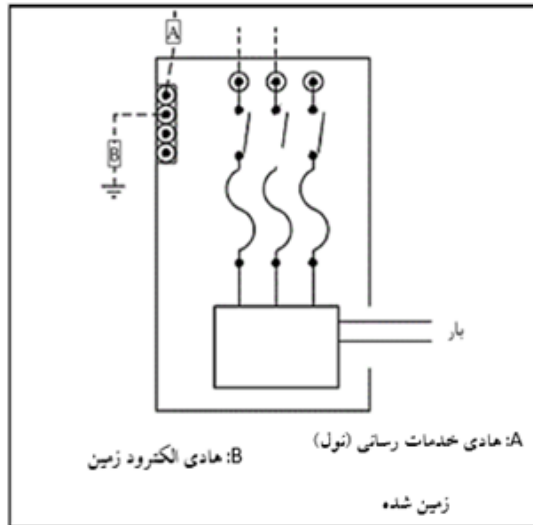 A
B
بار
A: هادی خدمات رسانی (نول)
B: هادی الکترود زمین
زمین شده